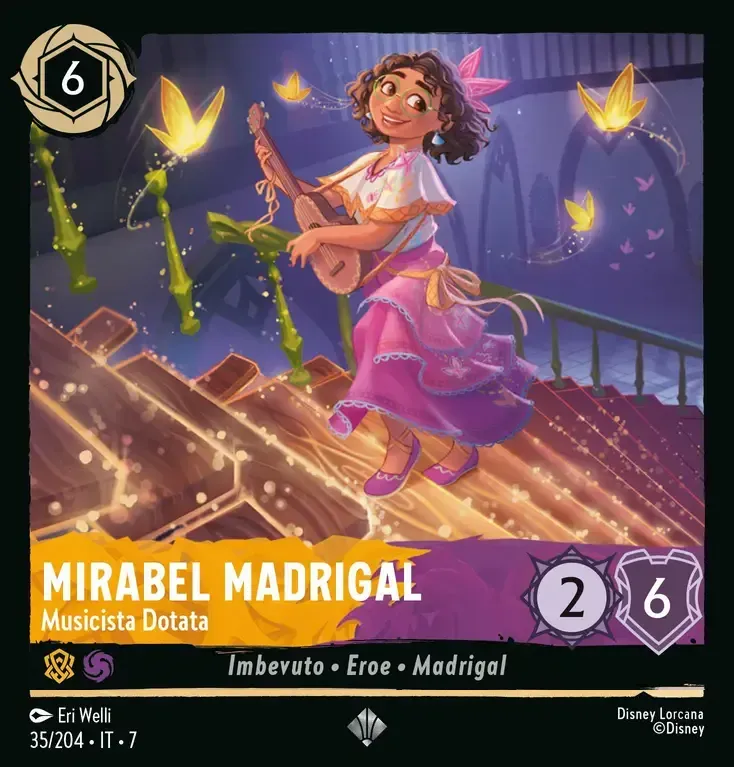 6
MIRABEL MADRIGAL
Musicista Dotata
2
6
Imbevuto • Eroe • Madrigal
Eri Welli
Disney Lorcana
35/204 • IT • 7
©Disney